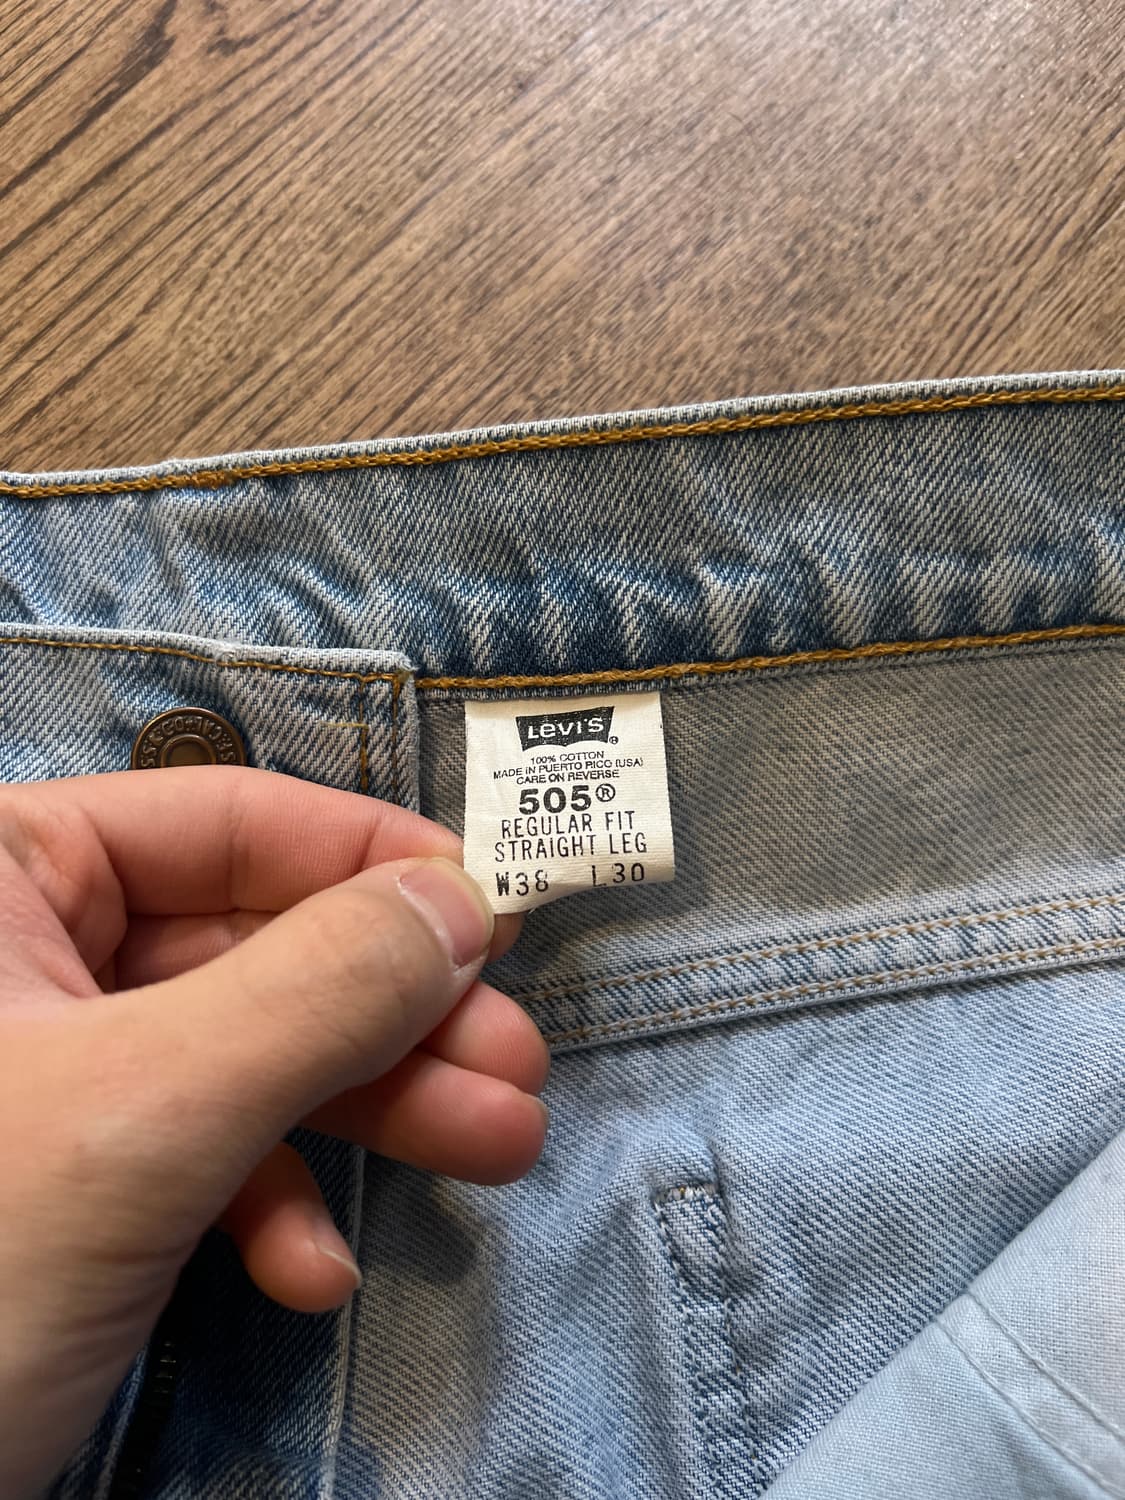 LEVI'S®
100% COTTON
MADE IN PUERTO RICO (USA)
CARE ON REVERSE
505®
REGULAR FIT
STRAIGHT LEG
W38 L30